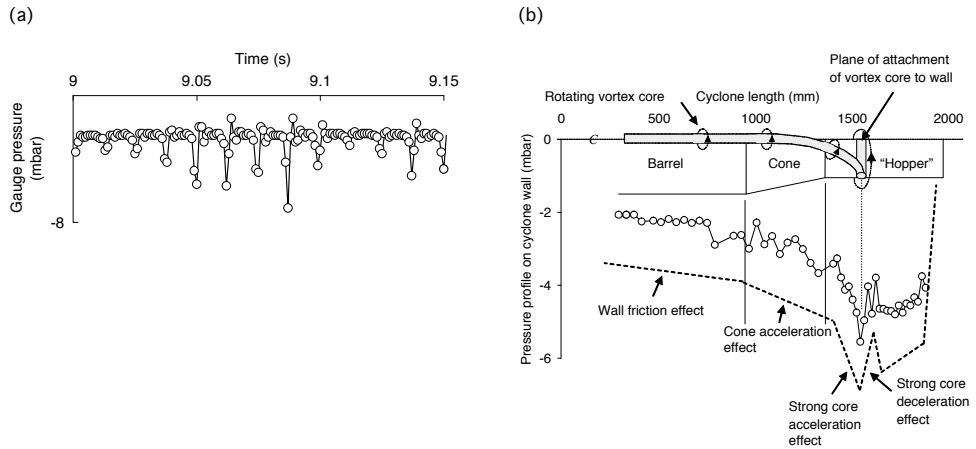 (a)
Time (s)
9
9.05
9.1
9.15
Gauge pressure
(mbar)
-8
(b)
Plane of attachment
of vortex core to wall
Rotating vortex core
Cyclone length (mm)
500
1000
1500
2000
0
-2
-4
-6
Pressure profile on cyclone wall (mbar)
Barrel
Cone
“Hopper”
Wall friction effect
Cone acceleration
effect
Strong core
acceleration
effect
Strong core
deceleration
effect